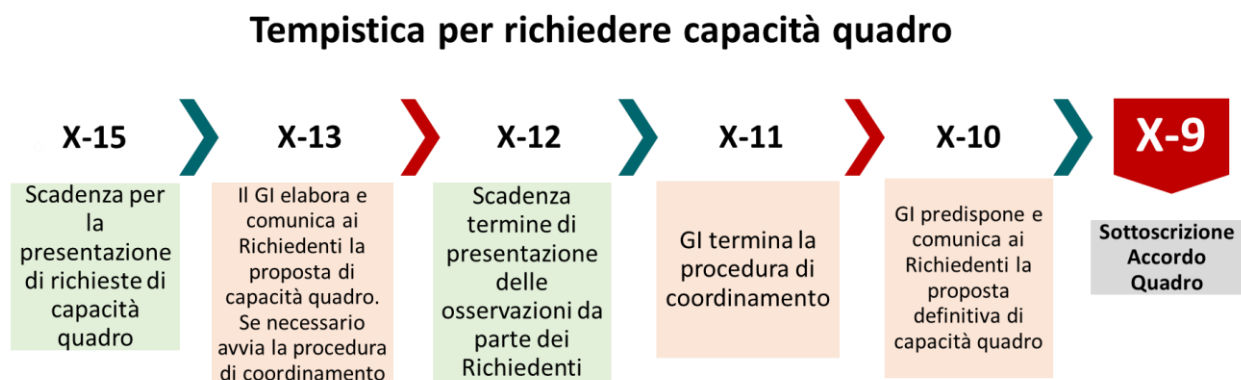 Tempistica per richiedere capacità quadro
X-15
Scadenza per
la
presentazione
di richieste di
capacità
quadro
X-13
Il GI elabora e
comunica ai
Richiedenti la
proposta di
capacità quadro.
Se necessario
avvia la procedura
di coordinamento
X-12
Scadenza
termine di
presentazione
delle
osservazioni da
parte dei
Richiedenti
X-11
GI termina la
procedura di
coordinamento
X-10
GI predispone e
comunica ai
Richiedenti la
proposta
definitiva di
capacità quadro
X-9
Sottoscrizione
Accordo
Quadro